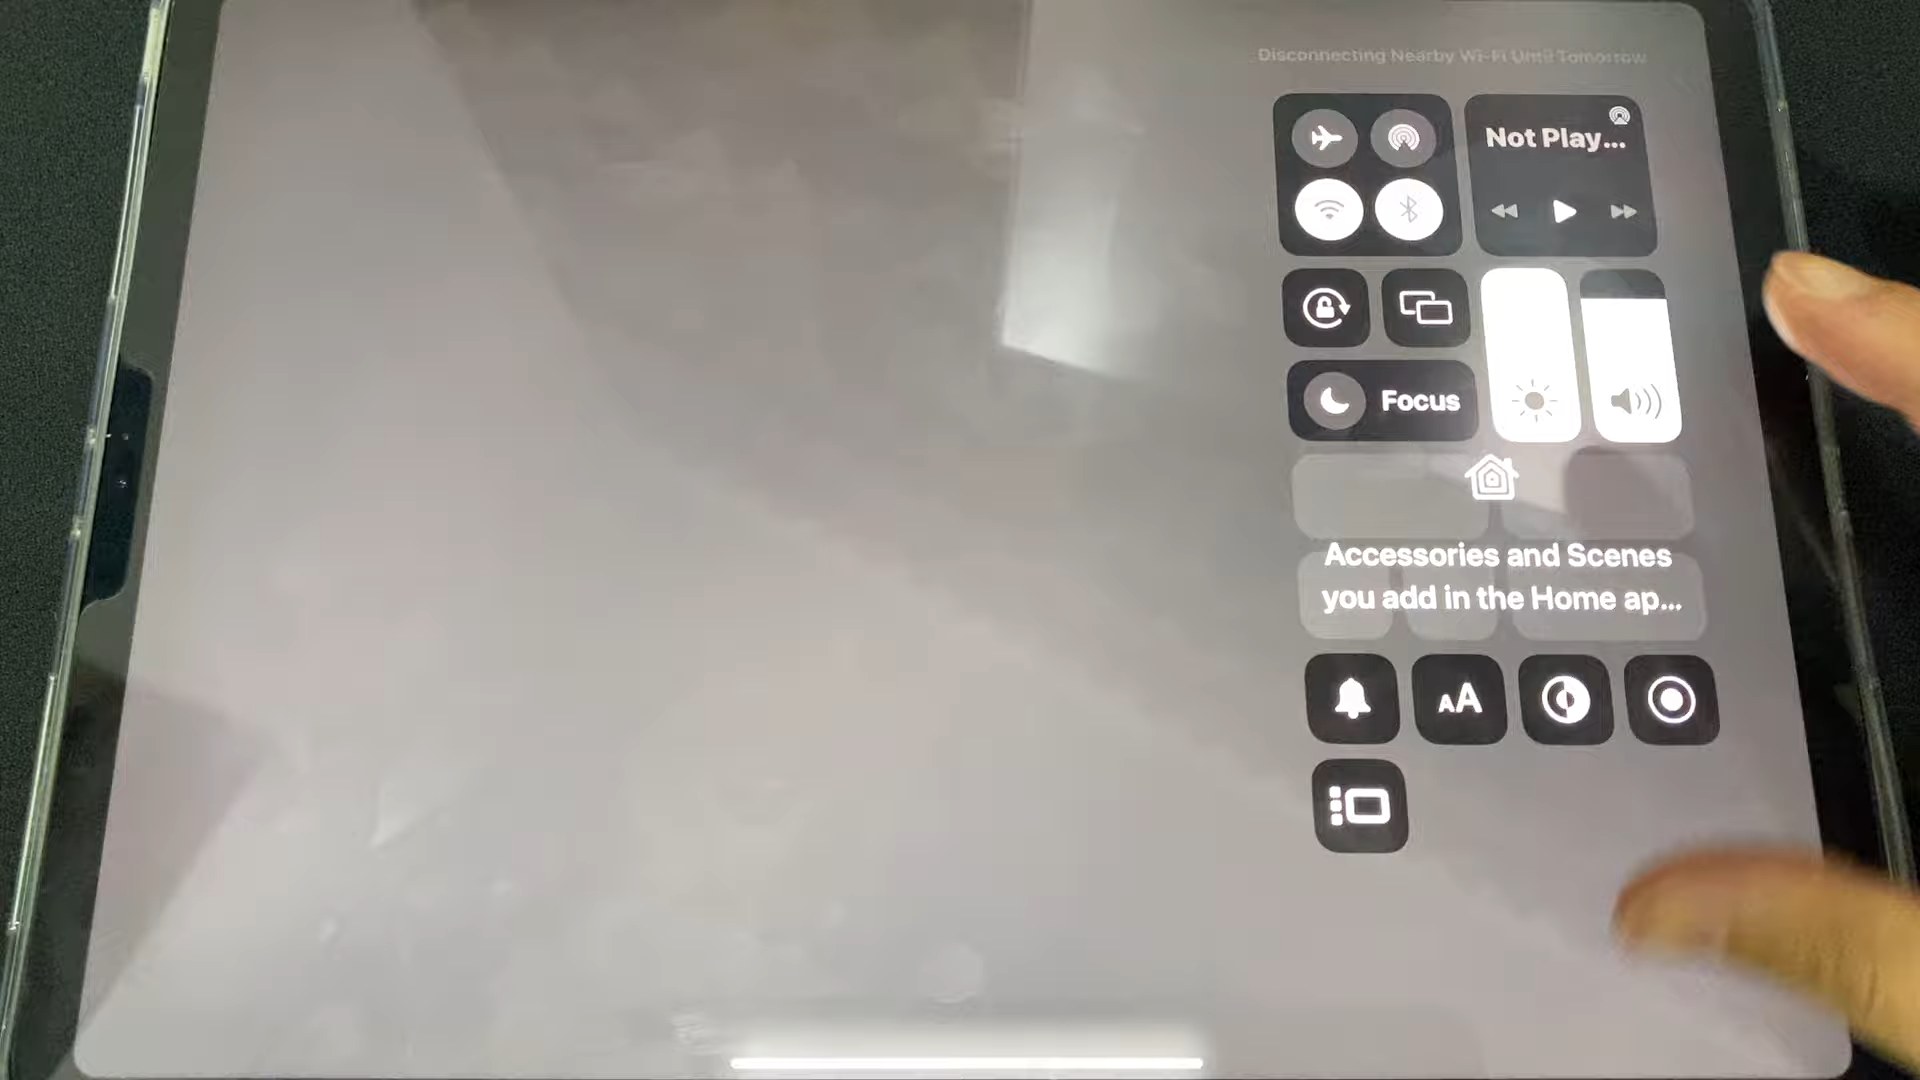 Disconnecting Nearby Wi-Fi Until Tomorrow
Not Play...
Focus
Accessories and Scenes
you add in the Home ap...
AA